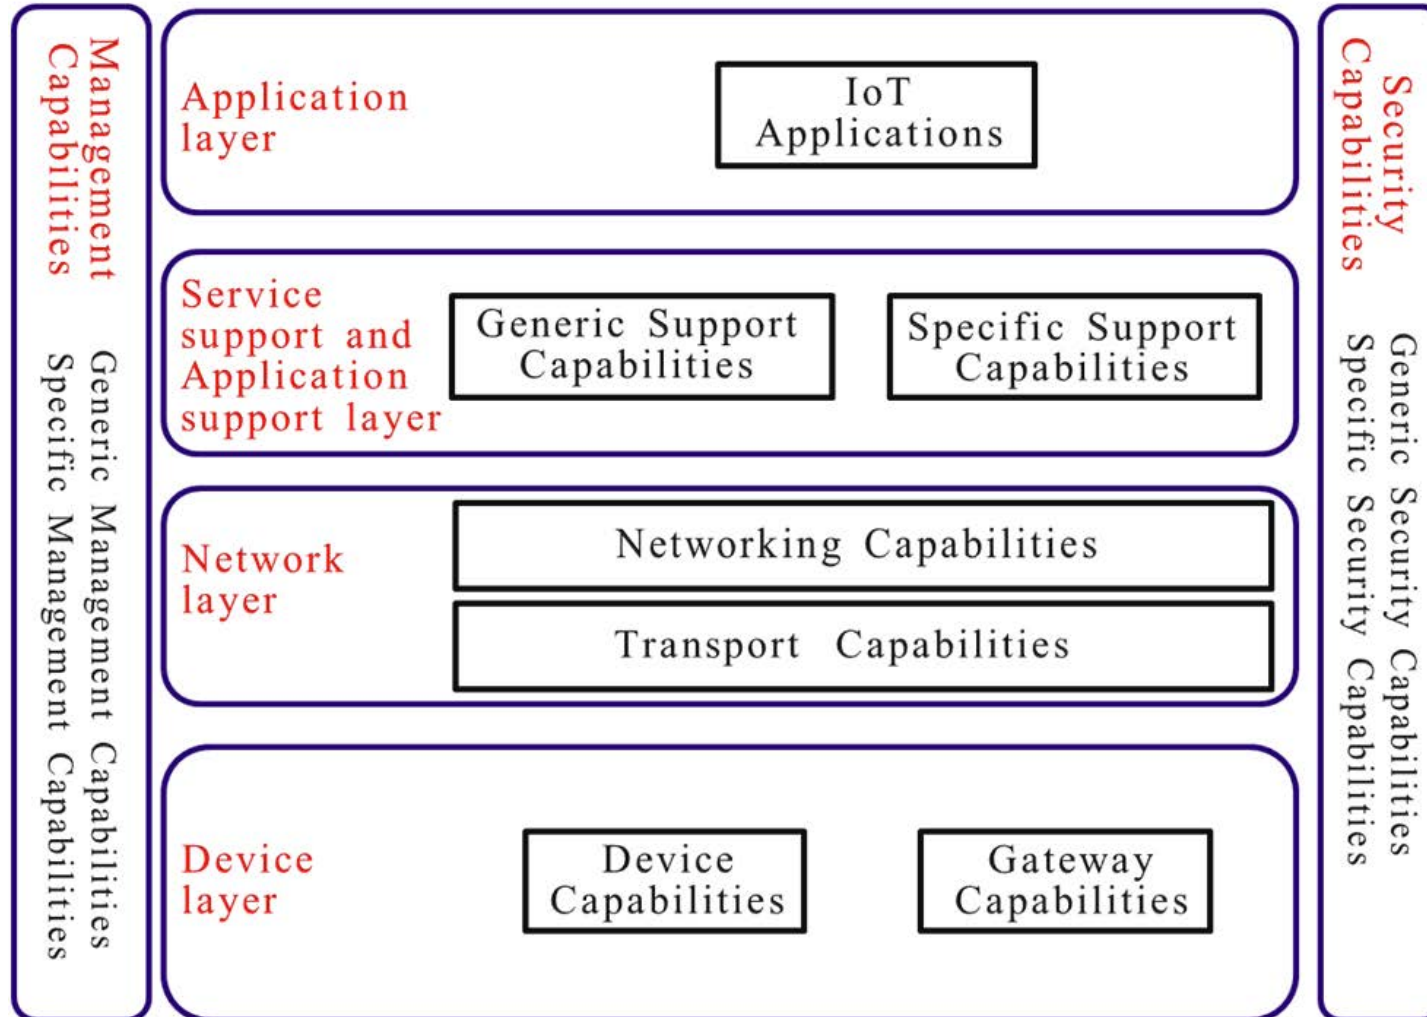 Management
Capabilities
Generic Management Capabilities
Specific Management Capabilities
Application
layer
IoT
Applications
Service
support and
Application
support layer
Generic Support
Capabilities
Specific Support
Capabilities
Network
layer
Networking Capabilities
Transport Capabilities
Device
layer
Device
Capabilities
Gateway
Capabilities
Security
Capabilities
Generic Security Capabilities
Specific Security Capabilities